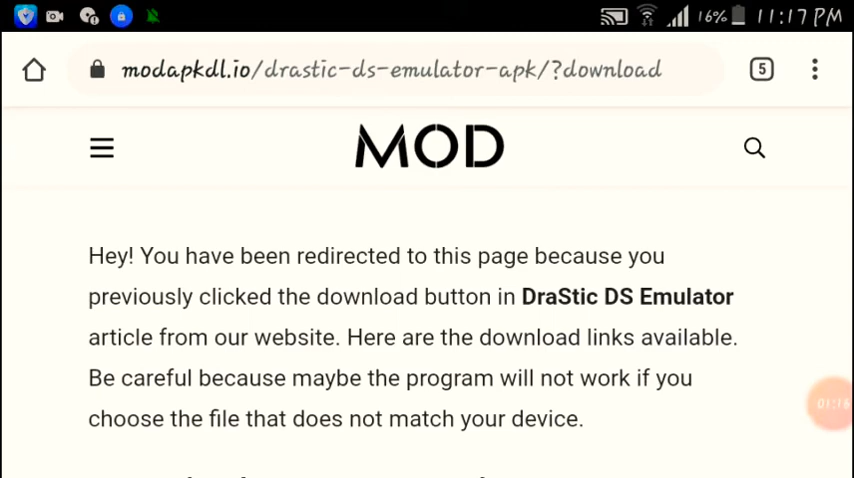 16% 11:17 PM
modapkdl.io/drastic-ds-emulator-apk/?download
5
MOD
Hey! You have been redirected to this page because you
previously clicked the download button in DraStic DS Emulator
article from our website. Here are the download links available.
Be careful because maybe the program will not work if you
choose the file that does not match your device.
01:16